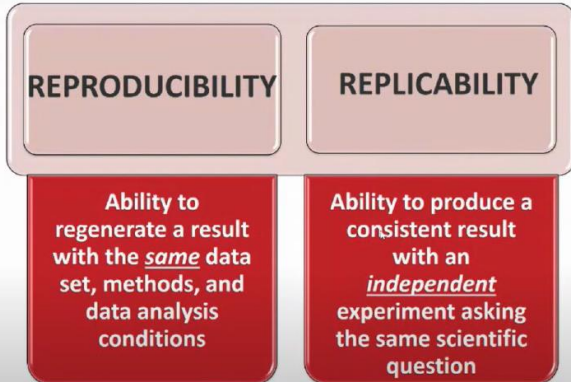 REPRODUCIBILITY
Ability to
regenerate a result
with the same data
set, methods, and
data analysis
conditions
REPLICABILITY
Ability to produce a
consistent result
with an
independent
experiment asking
the same scientific
question